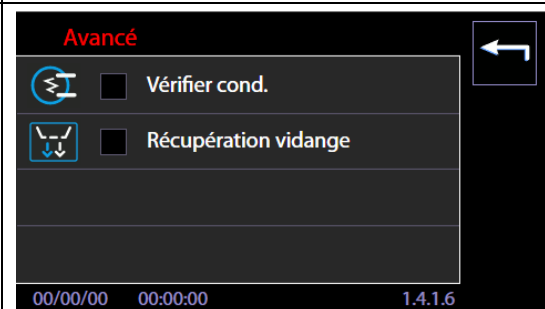 Avancé
Vérifier cond.
Récupération vidange
00/00/00 00:00:00 1.4.1.6